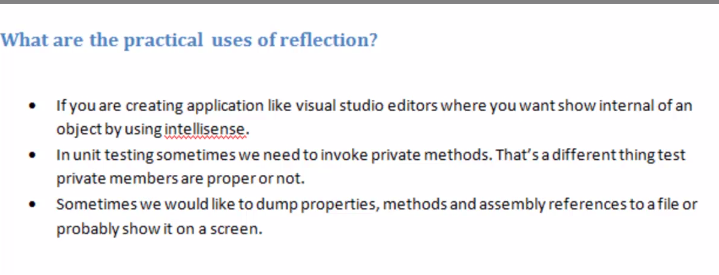 What are the practical uses of reflection?
• If you are creating application like visual studio editors where you want show internal of an
object by using intellisense.
• In unit testing sometimes we need to invoke private methods. That's a different thing test
private members are proper or not.
• Sometimes we would like to dump properties, methods and assembly references to a file or
probably show it on a screen.